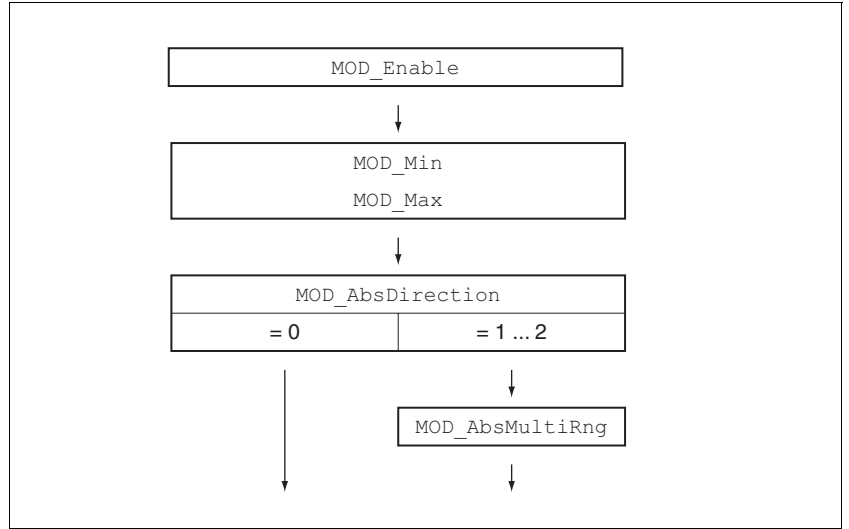 MOD_Enable
MOD_Min
MOD_Max
MOD_AbsDirection
= 0
= 1 ... 2
MOD_AbsMultiRng